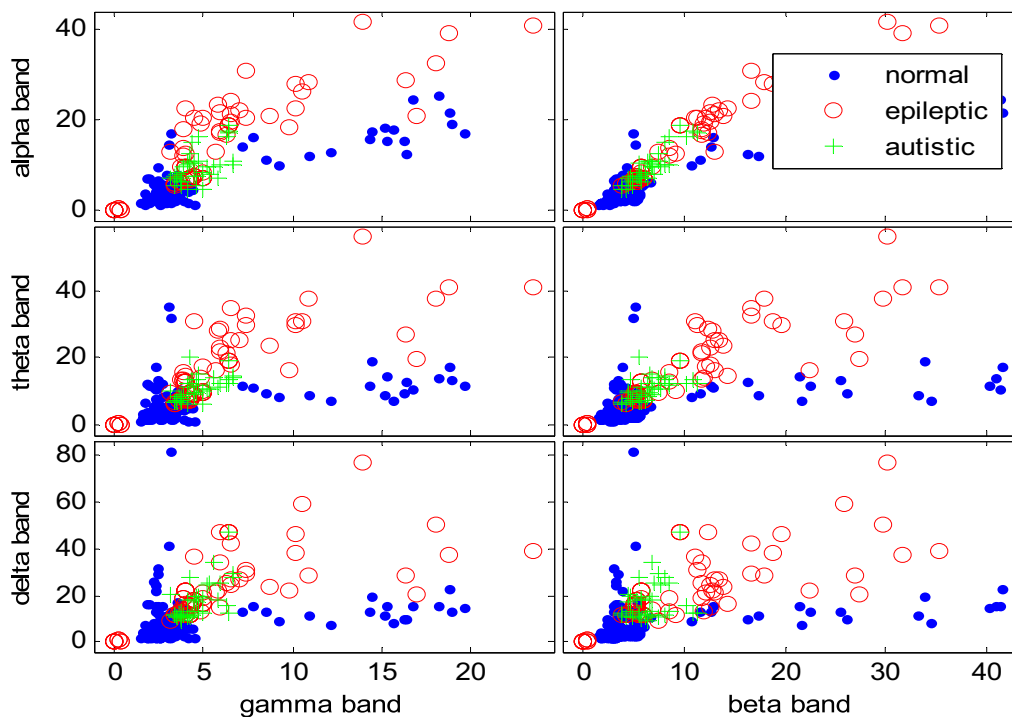 40
20
0
alpha band
normal
epileptic
autistic
40
20
0
theta band
80
60
40
20
0
delta band
0 5 10 15 20
0 10 20 30 40
gamma band
beta band